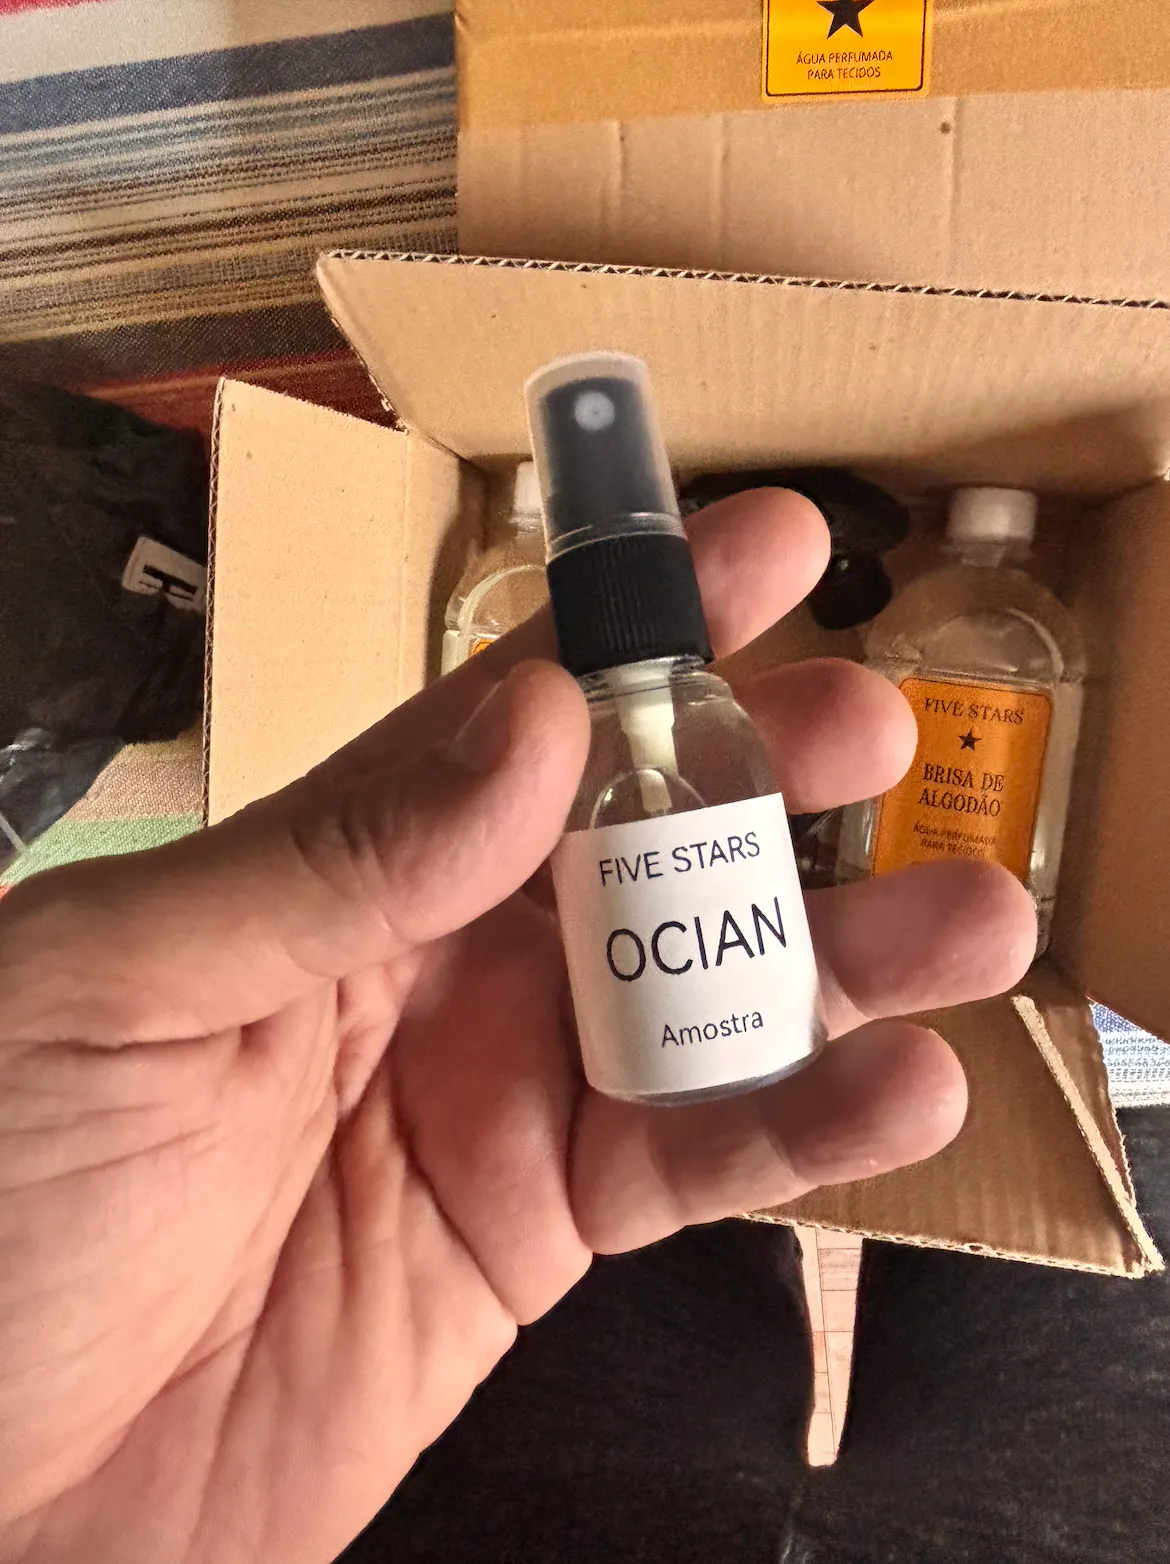 ÁGUA PERFUMADA
PARA TECIDOS
FIVE STARS
OCIAN
Amostra
FIVE STARS
BRISA DE
ALGODÃO
ÁGUA PERFUMADA
PARA TECIDOS